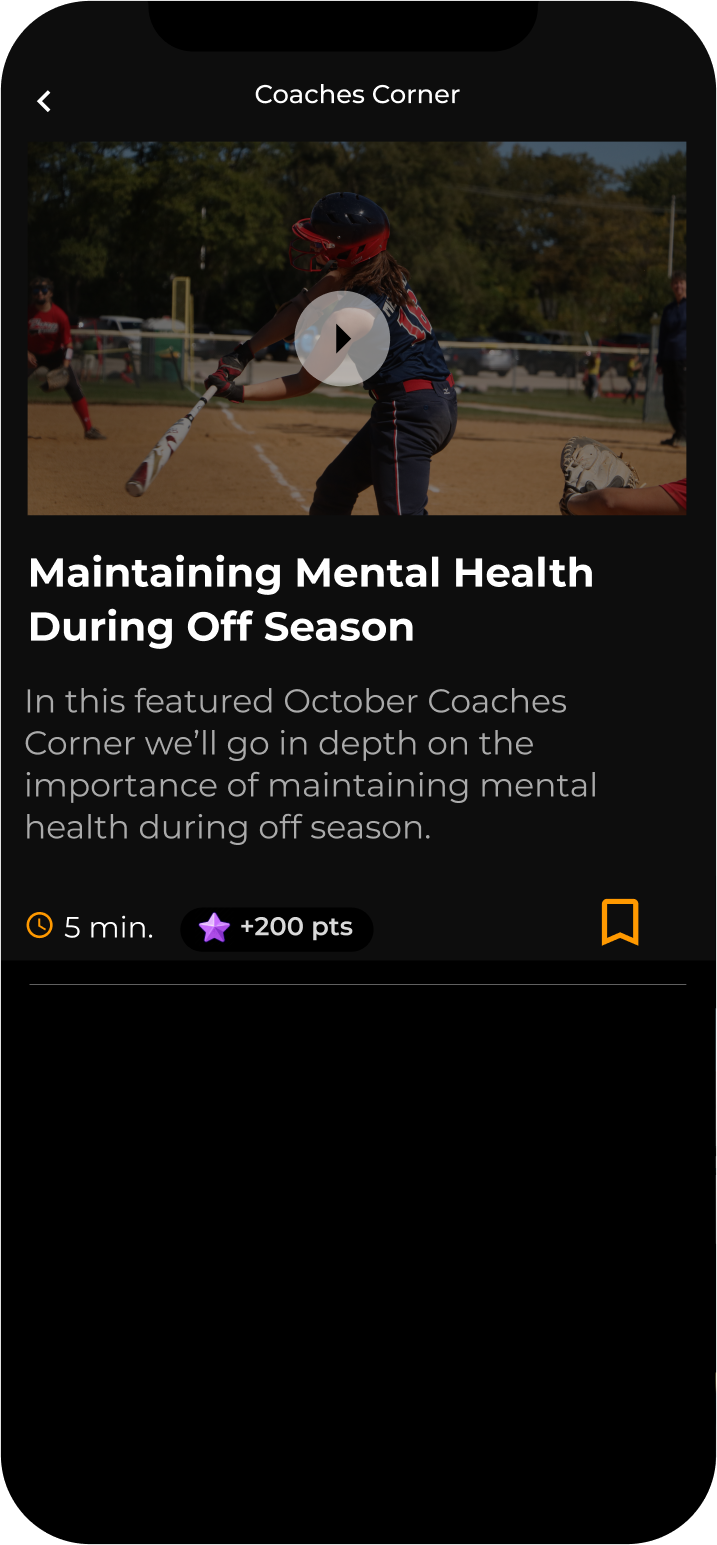 Coaches Corner
Maintaining Mental Health
During Off Season
In this featured October Coaches
Corner we’ll go in depth on the
importance of maintaining mental
health during off season.
5 min.
+200 pts